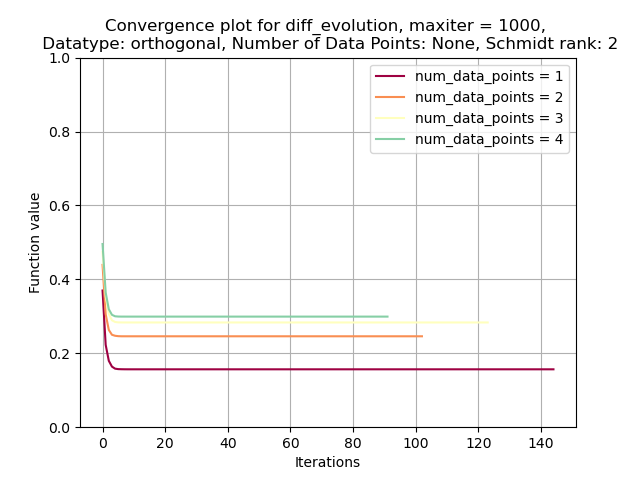 Convergence plot for diff_evolution, maxiter = 1000,
Datatype: orthogonal, Number of Data Points: None, Schmidt rank: 2
1.0
num_data_points = 1
num_data_points = 2
num_data_points = 3
num_data_points = 4
0.8
0.6
0.4
0.2
0.0
Function value
0 20 40 60 80 100 120 140
Iterations